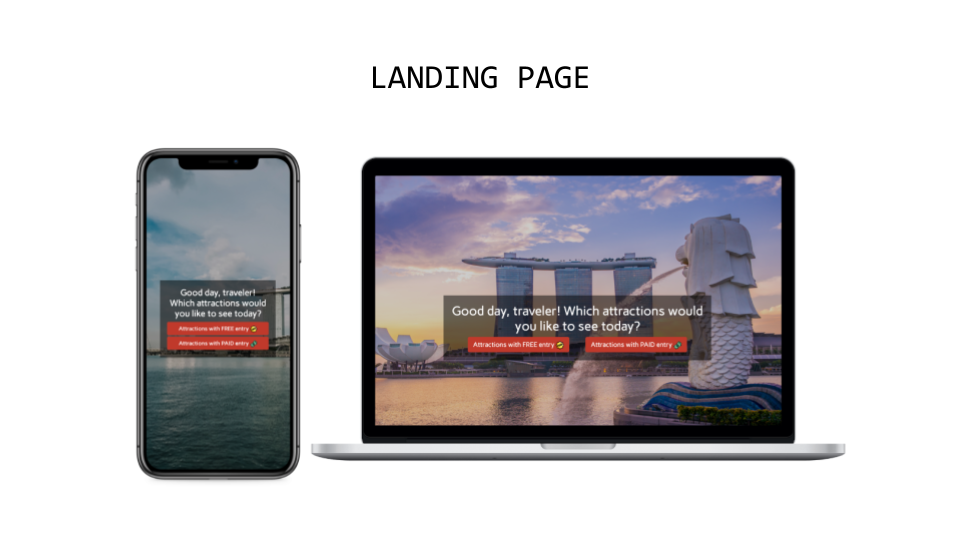 LANDING PAGE
Good day, traveler!
Which attractions would
you like to see today?
Attractions with FREE entry
Attractions with PAID entry
Good day, traveler! Which attractions would
you like to see today?
Attractions with FREE entry
Attractions with PAID entry